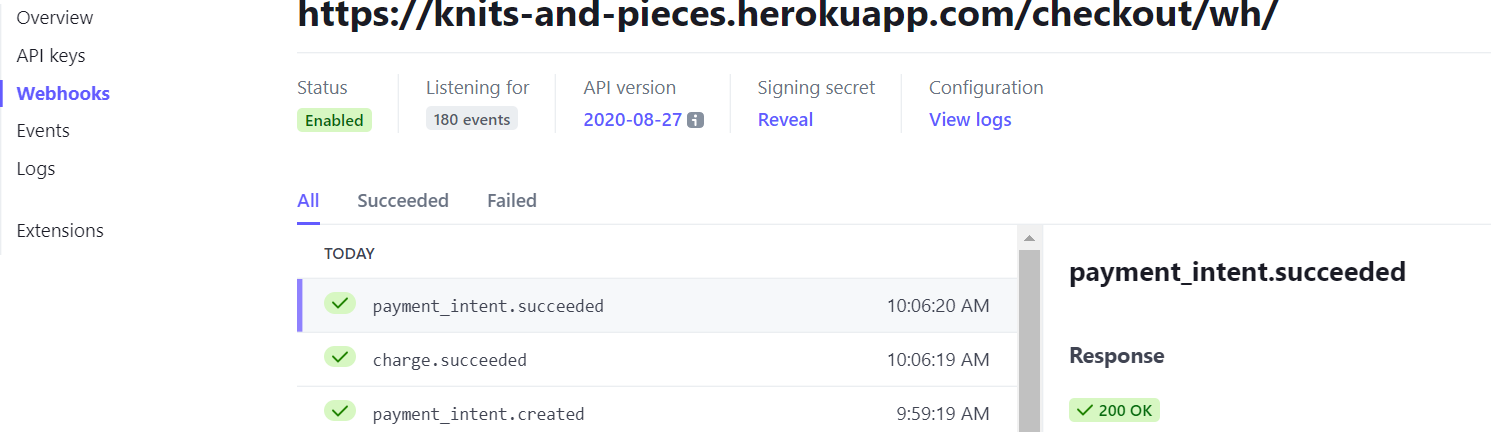 https://knits-and-pieces.herokuapp.com/checkout/wh/
Overview
API keys
Webhooks
Events
Logs
Extensions
Status
Enabled
Listening for
180 events
API version
2020-08-27
Signing secret
Reveal
Configuration
View logs
All Succeeded Failed
TODAY
payment_intent.succeeded 10:06:20 AM
charge.succeeded 10:06:19 AM
payment_intent.created 9:59:19 AM
payment_intent.succeeded
Response
200 OK